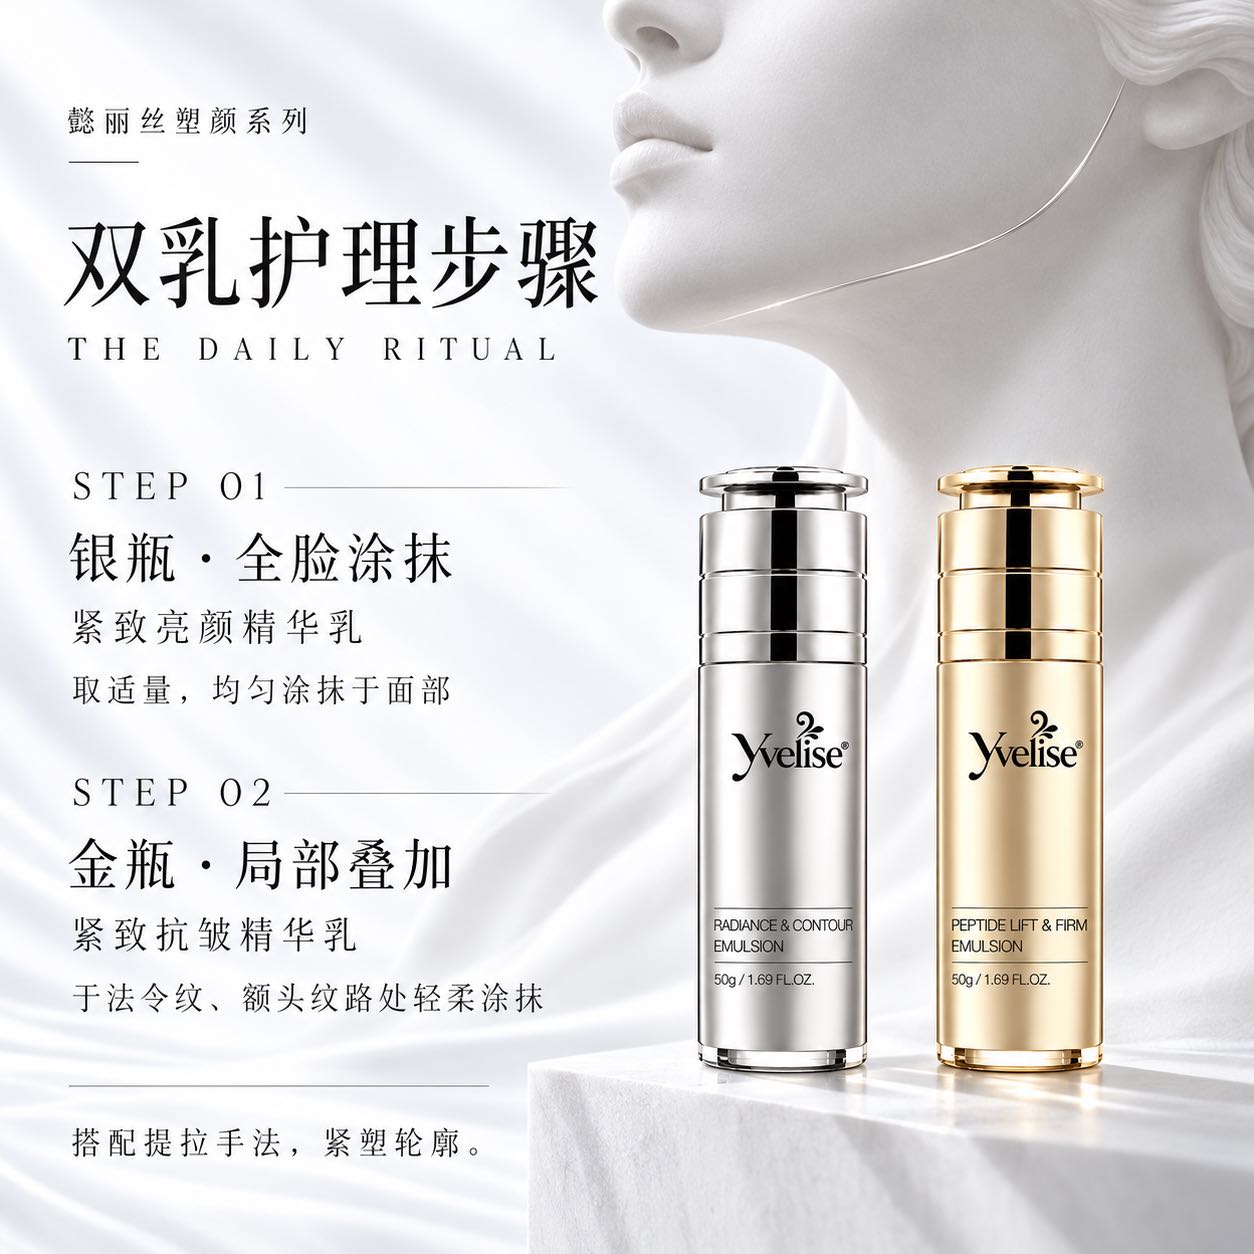 懿丽丝塑颜系列
双乳护理步骤
THE DAILY RITUAL
STEP 01
银瓶·全脸涂抹
紧致亮颜精华乳
取适量，均匀涂抹于面部
STEP 02
金瓶·局部叠加
紧致抗皱精华乳
于法令纹、额头纹路处轻柔涂抹
搭配提拉手法，紧塑轮廓。
Yvelise®
RADIANCE & CONTOUR
EMULSION
50g / 1.69 FL.OZ.
Yvelise®
PEPTIDE LIFT & FIRM
EMULSION
50g / 1.69 FL.OZ.